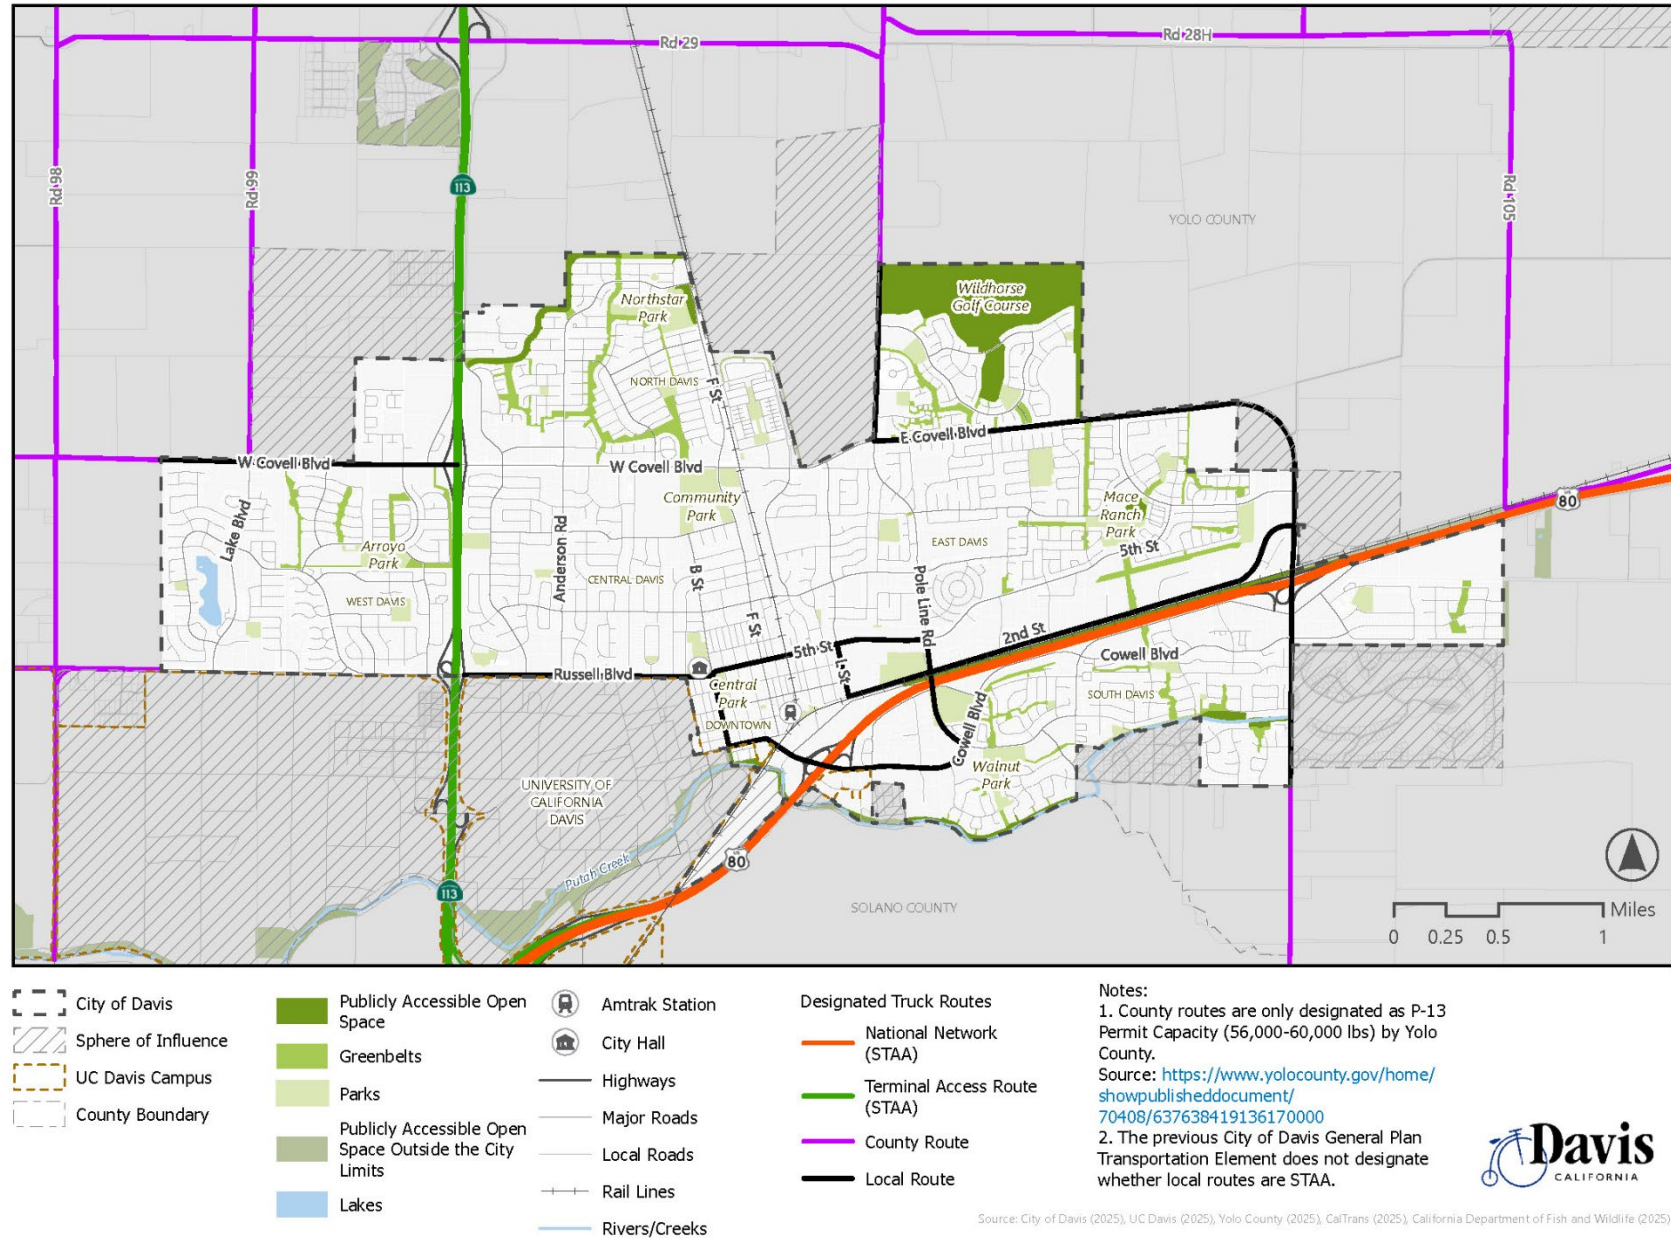 Rd 29
Rd 28H
Rd 98
Rd 99
113
Rd 105
YOLO COUNTY
Wildhorse
Golf Course
Northstar
Park
NORTH DAVIS
F St
E Covell Blvd
W Covell Blvd
W Covell Blvd
Community
Park
Mace
Ranch
Park
80
Lake Blvd
Arroyo
Park
Anderson Rd
EAST DAVIS
5th St
CENTRAL DAVIS
B St
WEST DAVIS
Pole Line Rd
F St
2nd St
5th St
L St
Cowell Blvd
Russell Blvd
Central
Park
SOUTH DAVIS
DOWNTOWN
Cowell Blvd
Walnut
Park
UNIVERSITY OF
CALIFORNIA
DAVIS
Putah Creek
80
113
SOLANO COUNTY
Miles
0 0.25 0.5 1
City of Davis
Sphere of Influence
UC Davis Campus
County Boundary
Publicly Accessible Open
Space
Greenbelts
Parks
Publicly Accessible Open
Space Outside the City
Limits
Lakes
Amtrak Station
City Hall
Highways
Major Roads
Local Roads
Rail Lines
Rivers/Creeks
Designated Truck Routes
National Network
(STAA)
Terminal Access Route
(STAA)
County Route
Local Route
Notes:
1. County routes are only designated as P-13
Permit Capacity (56,000-60,000 lbs) by Yolo
County.
Source: https://www.yolocounty.gov/home/
showpublisheddocument/
70408/637638419136170000
2. The previous City of Davis General Plan
Transportation Element does not designate
whether local routes are STAA.
Davis
CALIFORNIA
Source: City of Davis (2025), UC Davis (2025), Yolo County (2025), CalTrans (2025), California Department of Fish and Wildlife (2025)